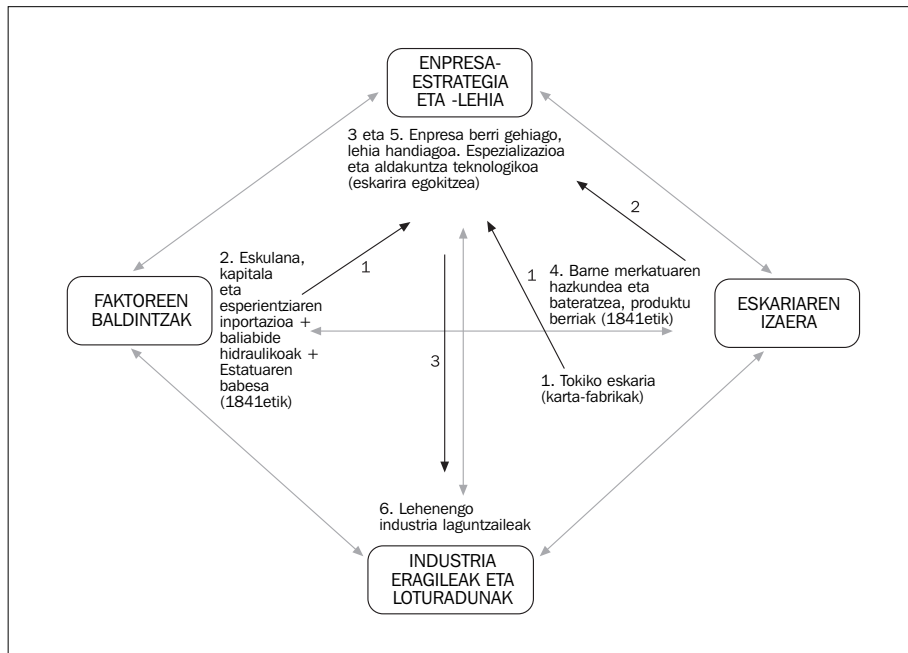 ENPRESA-
ESTRATEGIA
ETA -LEHIA
3 eta 5. Enpresa berri gehiago,
lehia handiagoa. Espezializazioa
eta aldakuntza teknologikoa
(eskarira egokitzea)
2
2. Eskulana,
kapitala
eta
esperientziaren
inportazioa +
baliabide
hidraulikoak +
Estatuaren
babesa
(1841etik)
1
1
4. Barne merkatuaren
hazkundea eta
bateratzea, produktu
berriak (1841etik)
FAKTOREEN
BALDINTZAK
ESKARIAREN
IZAERA
3
1. Tokiko eskaria
(karta-fabrikak)
6. Lehenengo
industria laguntzaileak
INDUSTRIA
ERAGILEAK ETA
LOTURADUNAK